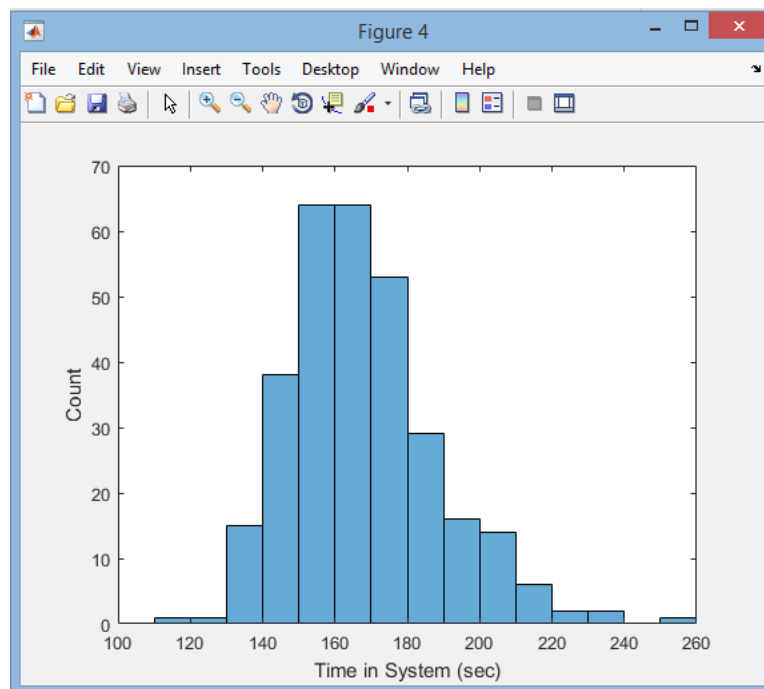 Figure 4
File Edit View Insert Tools Desktop Window Help
70
60
50
40
30
20
10
0
Count
100 120 140 160 180 200 220 240 260
Time in System (sec)